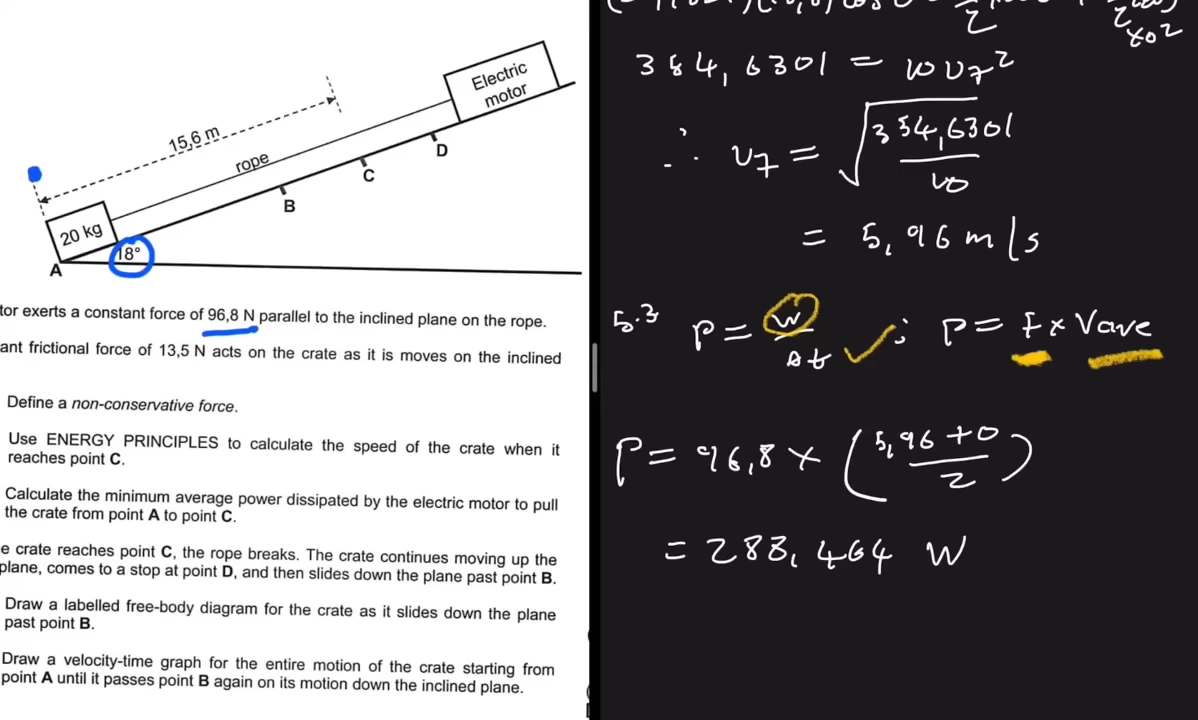 15,6 m
rope
Electric
motor
D
C
B
20 kg
18°
A
tor exerts a constant force of 96,8 N parallel to the inclined plane on the rope.
ant frictional force of 13,5 N acts on the crate as it is moves on the inclined
Define a non-conservative force.
Use ENERGY PRINCIPLES to calculate the speed of the crate when it
reaches point C.
Calculate the minimum average power dissipated by the electric motor to pull
the crate from point A to point C.
e crate reaches point C, the rope breaks. The crate continues moving up the
plane, comes to a stop at point D, and then slides down the plane past point B.
Draw a labelled free-body diagram for the crate as it slides down the plane
past point B.
Draw a velocity-time graph for the entire motion of the crate starting from
point A until it passes point B again on its motion down the inclined plane.
354,6301 = 10 vf²
∴ vf = √354,6301/10
= 5,96 m/s
5.3 P = W/Δt ✓; P = F × Vave
P = 96,8 × (5,96 + 0/2)
= 288,464 W